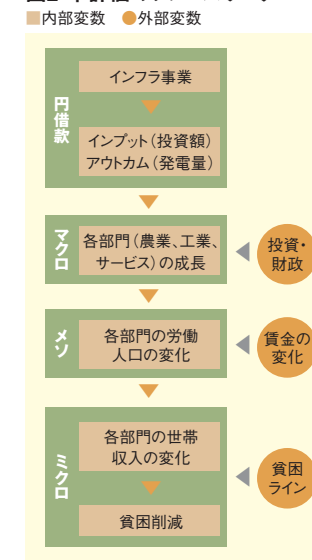 ■内部変数 ●外部変数
円借款
インフラ事業
インプット（投資額）
アウトカム（発電量）
マクロ
各部門（農業、工業、
サービス）の成長
投資・
財政
メソ
各部門の労働
人口の変化
賃金の
変化
ミクロ
各部門の世帯
収入の変化
貧困削減
貧困
ライン